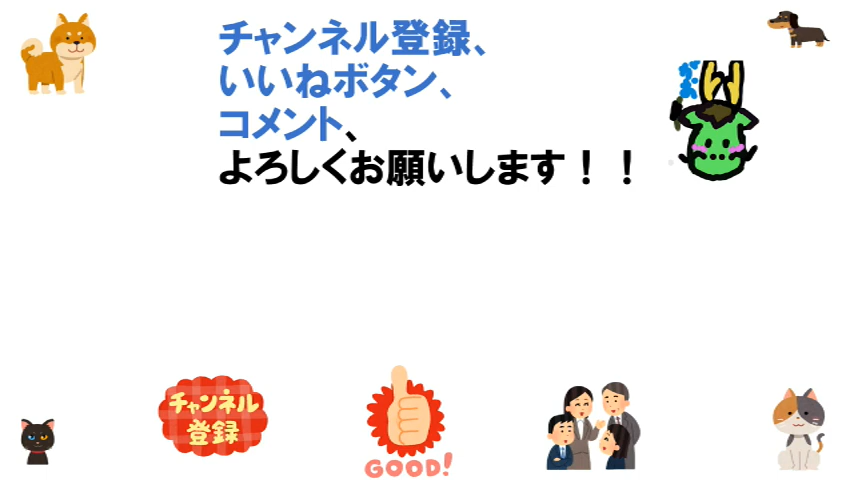 チャンネル登録、
いいねボタン、
コメント、
よろしくお願いします！！
チャンネル
登録
GOOD!